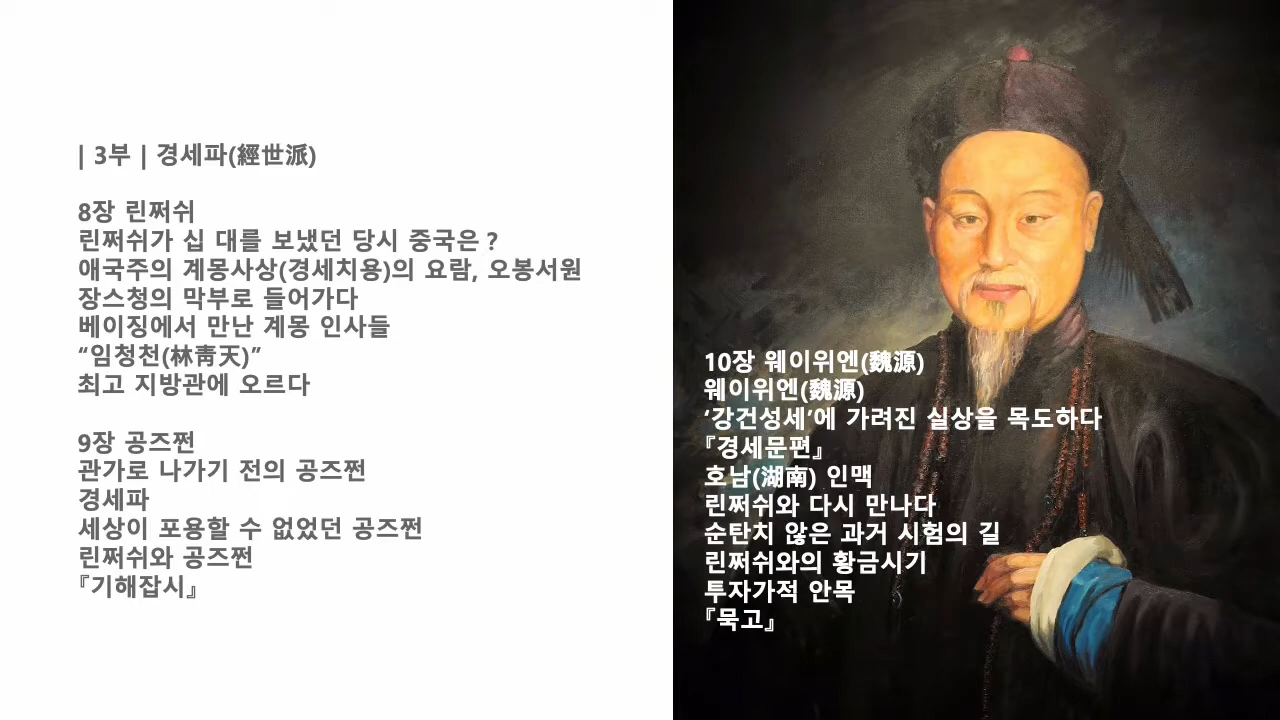 | 3부 | 경세파(經世派)
8장 린쩌쉬
린쩌쉬가 십 대를 보냈던 당시 중국은 ?
애국주의 계몽사상(경세치용)의 요람, 오봉서원
장스청의 막부로 들어가다
베이징에서 만난 계몽 인사들
“임청천(林靑天)”
최고 지방관에 오르다
9장 공즈쩐
관가로 나가기 전의 공즈쩐
경세파
세상이 포용할 수 없었던 공즈쩐
린쩌쉬와 공즈쩐
『기해잡시』
10장 웨이위엔(魏源)
웨이위엔(魏源)
‘강건성세’에 가려진 실상을 목도하다
『경세문편』
호남(湖南) 인맥
린쩌쉬와 다시 만나다
순탄치 않은 과거 시험의 길
린쩌쉬와의 황금시기
투자가적 안목
『묵고』